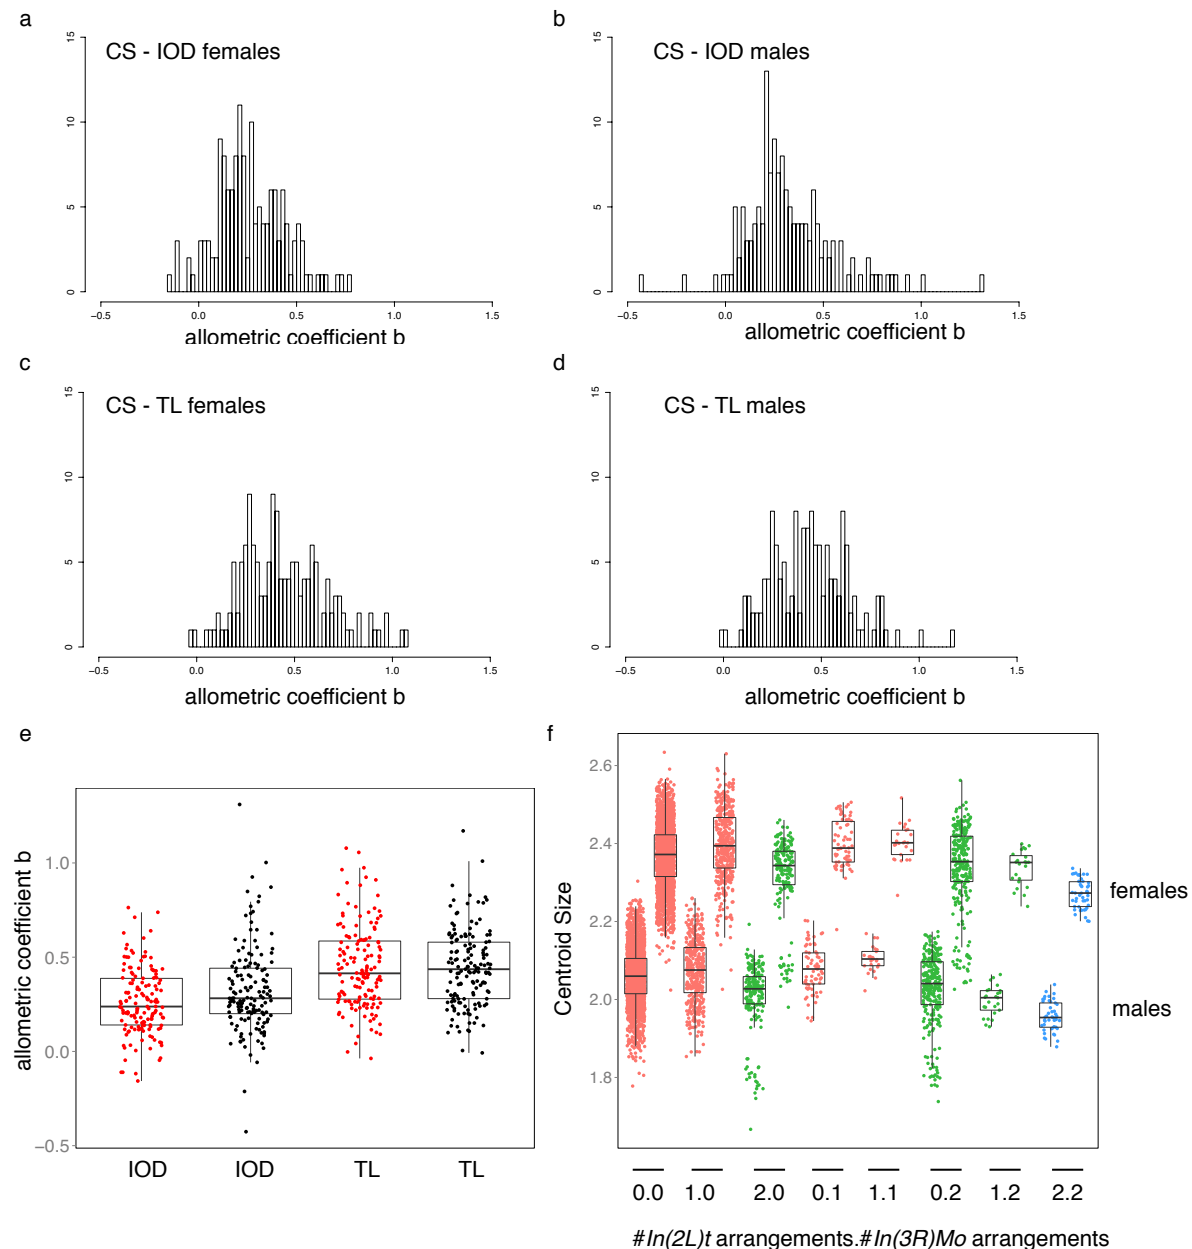 a
15
10
5
0
CS - IOD females
−0.5 0.0 0.5 1.0 1.5
allometric coefficient b
b
15
10
5
0
CS - IOD males
−0.5 0.0 0.5 1.0 1.5
allometric coefficient b
c
15
10
5
0
CS - TL females
−0.5 0.0 0.5 1.0 1.5
allometric coefficient b
d
15
10
5
0
CS - TL males
−0.5 0.0 0.5 1.0 1.5
allometric coefficient b
e
allometric coefficient b
1.0
0.5
0.0
−0.5
IOD IOD TL TL
f
Centroid Size
2.6
2.4
2.2
2.0
1.8
females
males
0.0 1.0 2.0 0.1 1.1 0.2 1.2 2.2
#In(2L)t arrangements.#In(3R)Mo arrangements